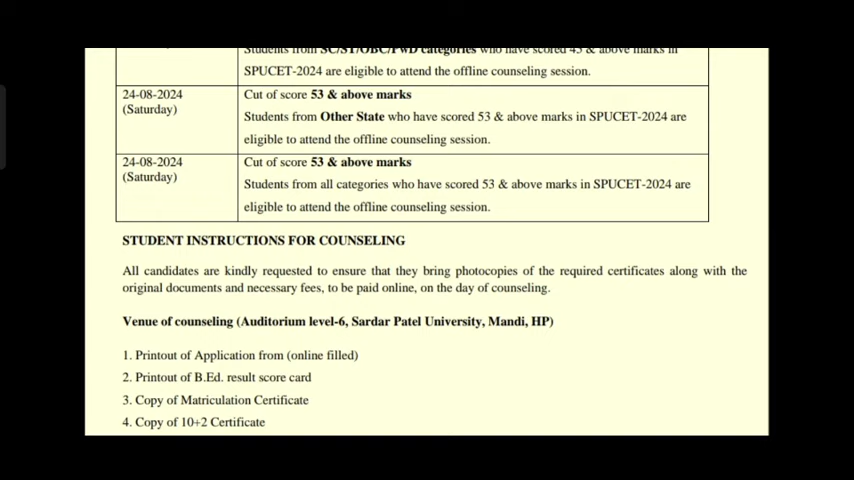 Students from SC/ST/OBC/PwD categories who have scored 45 & above marks in
SPUCET-2024 are eligible to attend the offline counseling session.
24-08-2024
(Saturday)
Cut of score 53 & above marks
Students from Other State who have scored 53 & above marks in SPUCET-2024 are
eligible to attend the offline counseling session.
24-08-2024
(Saturday)
Cut of score 53 & above marks
Students from all categories who have scored 53 & above marks in SPUCET-2024 are
eligible to attend the offline counseling session.
STUDENT INSTRUCTIONS FOR COUNSELING
All candidates are kindly requested to ensure that they bring photocopies of the required certificates along with the
original documents and necessary fees, to be paid online, on the day of counseling.
Venue of counseling (Auditorium level-6, Sardar Patel University, Mandi, HP)
1. Printout of Application from (online filled)
2. Printout of B.Ed. result score card
3. Copy of Matriculation Certificate
4. Copy of 10+2 Certificate